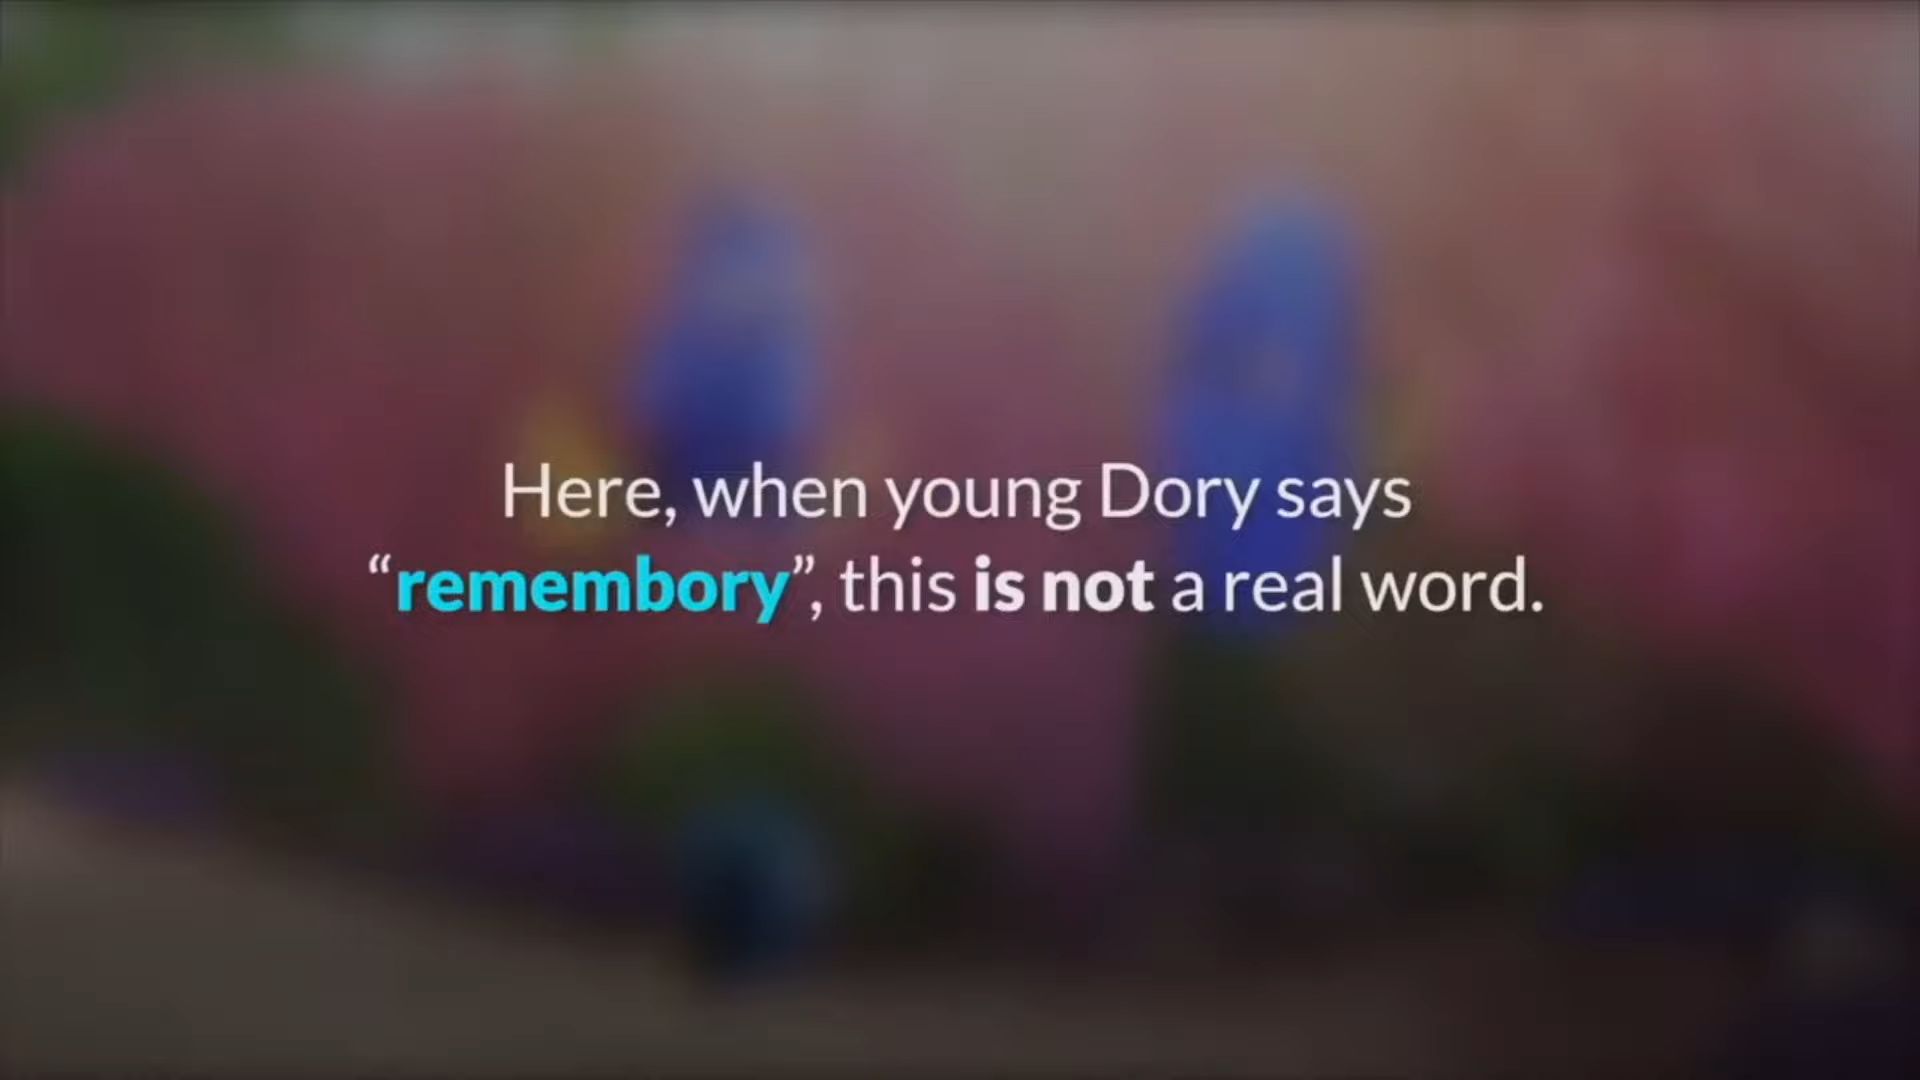 Here, when young Dory says
“remembory”, this is not a real word.